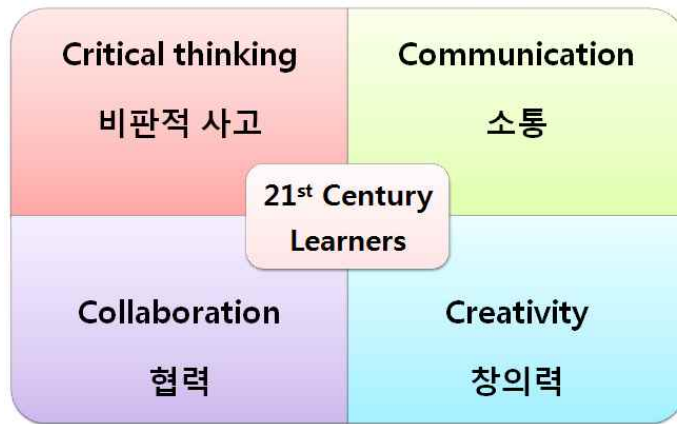 Critical thinking
비판적 사고
Communication
소통
21st Century
Learners
Collaboration
협력
Creativity
창의력